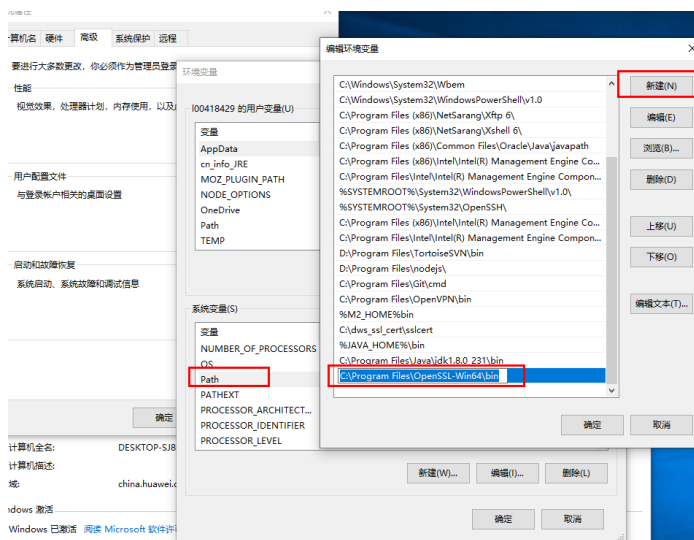 计算机名 硬件 高级 系统保护 远程
要进行大多数更改，你必须作为管理员登录
性能
视觉效果，处理器计划，内存使用，以及
用户配置文件
与登录帐户相关的桌面设置
启动和故障恢复
系统启动、系统故障和调试信息
确定
计算机全名:
DESKTOP-SJ8
计算机描述:
域:
china.huawei.c
ndows 激活
Windows 已激活 阅读 Microsoft 软件许可
环境变量
l00418429 的用户变量(U)
变量
AppData
cn_info_JRE
MOZ_PLUGIN_PATH
NODE_OPTIONS
OneDrive
Path
TEMP
系统变量(S)
变量
NUMBER_OF_PROCESSORS
OS
Path
PATHEXT
PROCESSOR_ARCHITECT...
PROCESSOR_IDENTIFIER
PROCESSOR_LEVEL
新建(W)... 编辑(I)... 删除(L)
确定 取消
编辑环境变量
C:\Windows\System32\Wbem
C:\Windows\System32\WindowsPowerShell\v1.0
C:\Program Files (x86)\NetSarang\Xftp 6\
C:\Program Files (x86)\NetSarang\Xshell 6\
C:\Program Files (x86)\Common Files\Oracle\Java\javapath
C:\Program Files (x86)\Intel\Intel(R) Management Engine Co...
C:\Program Files\Intel\Intel(R) Management Engine Compon...
%SYSTEMROOT%\System32\WindowsPowerShell\v1.0\
%SYSTEMROOT%\System32\OpenSSH\
C:\Program Files (x86)\Intel\Intel(R) Management Engine Co...
C:\Program Files\Intel\Intel(R) Management Engine Compon...
D:\Program Files\TortoiseSVN\bin
D:\Program Files\nodejs\
C:\Program Files\Git\cmd
C:\Program Files\OpenVPN\bin
%M2_HOME%bin
C:\dws_ssl_cert\sslcert
%JAVA_HOME%\bin
C:\Program Files\Java\jdk1.8.0_231\bin
C:\Program Files\OpenSSL-Win64\bin
新建(N)
编辑(E)
浏览(B)...
删除(D)
上移(U)
下移(O)
编辑文本(T)...
确定 取消